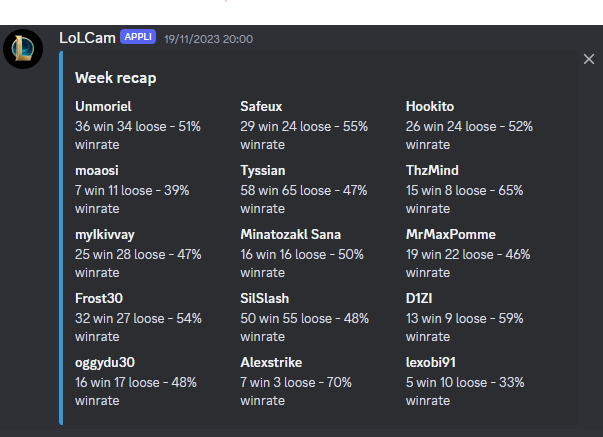 LoLCam APPLI 19/11/2023 20:00
Week recap
Unmoriel
36 win 34 loose - 51%
winrate
Safeux
29 win 24 loose - 55%
winrate
Hookito
26 win 24 loose - 52%
winrate
moaosi
7 win 11 loose - 39%
winrate
Tyssian
58 win 65 loose - 47%
winrate
ThzMind
15 win 8 loose - 65%
winrate
mylkivvay
25 win 28 loose - 47%
winrate
Minatozakl Sana
16 win 16 loose - 50%
winrate
MrMaxPomme
19 win 22 loose - 46%
winrate
Frost30
32 win 27 loose - 54%
winrate
SilSlash
50 win 55 loose - 48%
winrate
D1ZI
13 win 9 loose - 59%
winrate
oggydu30
16 win 17 loose - 48%
winrate
Alexstrike
7 win 3 loose - 70%
winrate
lexobi91
5 win 10 loose - 33%
winrate